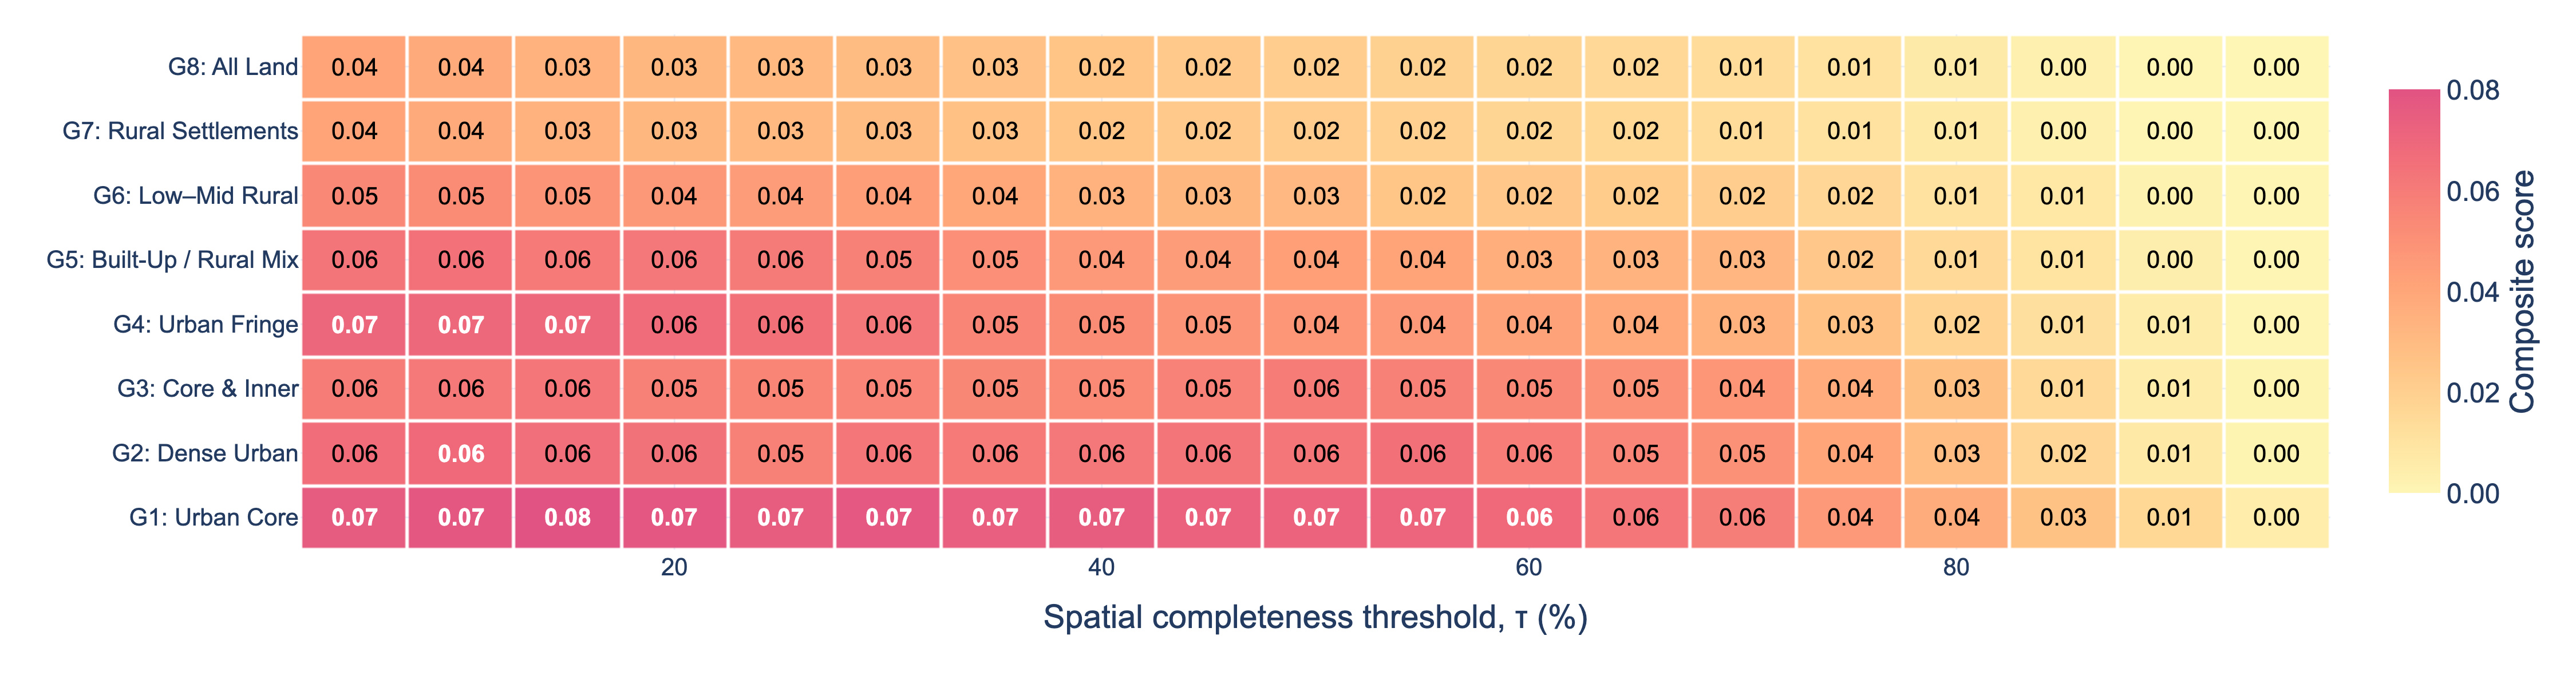 G8: All Land 0.04 0.04 0.03 0.03 0.03 0.03 0.03 0.02 0.02 0.02 0.02 0.02 0.02 0.01 0.01 0.01 0.00 0.00 0.00
G7: Rural Settlements 0.04 0.04 0.03 0.03 0.03 0.03 0.03 0.02 0.02 0.02 0.02 0.02 0.02 0.01 0.01 0.01 0.00 0.00 0.00
G6: Low–Mid Rural 0.05 0.05 0.05 0.04 0.04 0.04 0.04 0.03 0.03 0.03 0.02 0.02 0.02 0.02 0.02 0.01 0.01 0.00 0.00
G5: Built-Up / Rural Mix 0.06 0.06 0.06 0.06 0.06 0.05 0.05 0.04 0.04 0.04 0.04 0.03 0.03 0.03 0.02 0.01 0.01 0.00 0.00
G4: Urban Fringe 0.07 0.07 0.07 0.06 0.06 0.06 0.05 0.05 0.05 0.04 0.04 0.04 0.04 0.03 0.03 0.02 0.01 0.01 0.00
G3: Core & Inner 0.06 0.06 0.06 0.05 0.05 0.05 0.05 0.05 0.05 0.06 0.05 0.05 0.05 0.04 0.04 0.03 0.01 0.01 0.00
G2: Dense Urban 0.06 0.06 0.06 0.06 0.05 0.06 0.06 0.06 0.06 0.06 0.06 0.06 0.05 0.05 0.04 0.03 0.02 0.01 0.00
G1: Urban Core 0.07 0.07 0.08 0.07 0.07 0.07 0.07 0.07 0.07 0.07 0.07 0.06 0.06 0.06 0.04 0.04 0.03 0.01 0.00
20 40 60 80
Spatial completeness threshold, τ (%)
0.08
0.06
0.04
0.02
0.00
Composite score